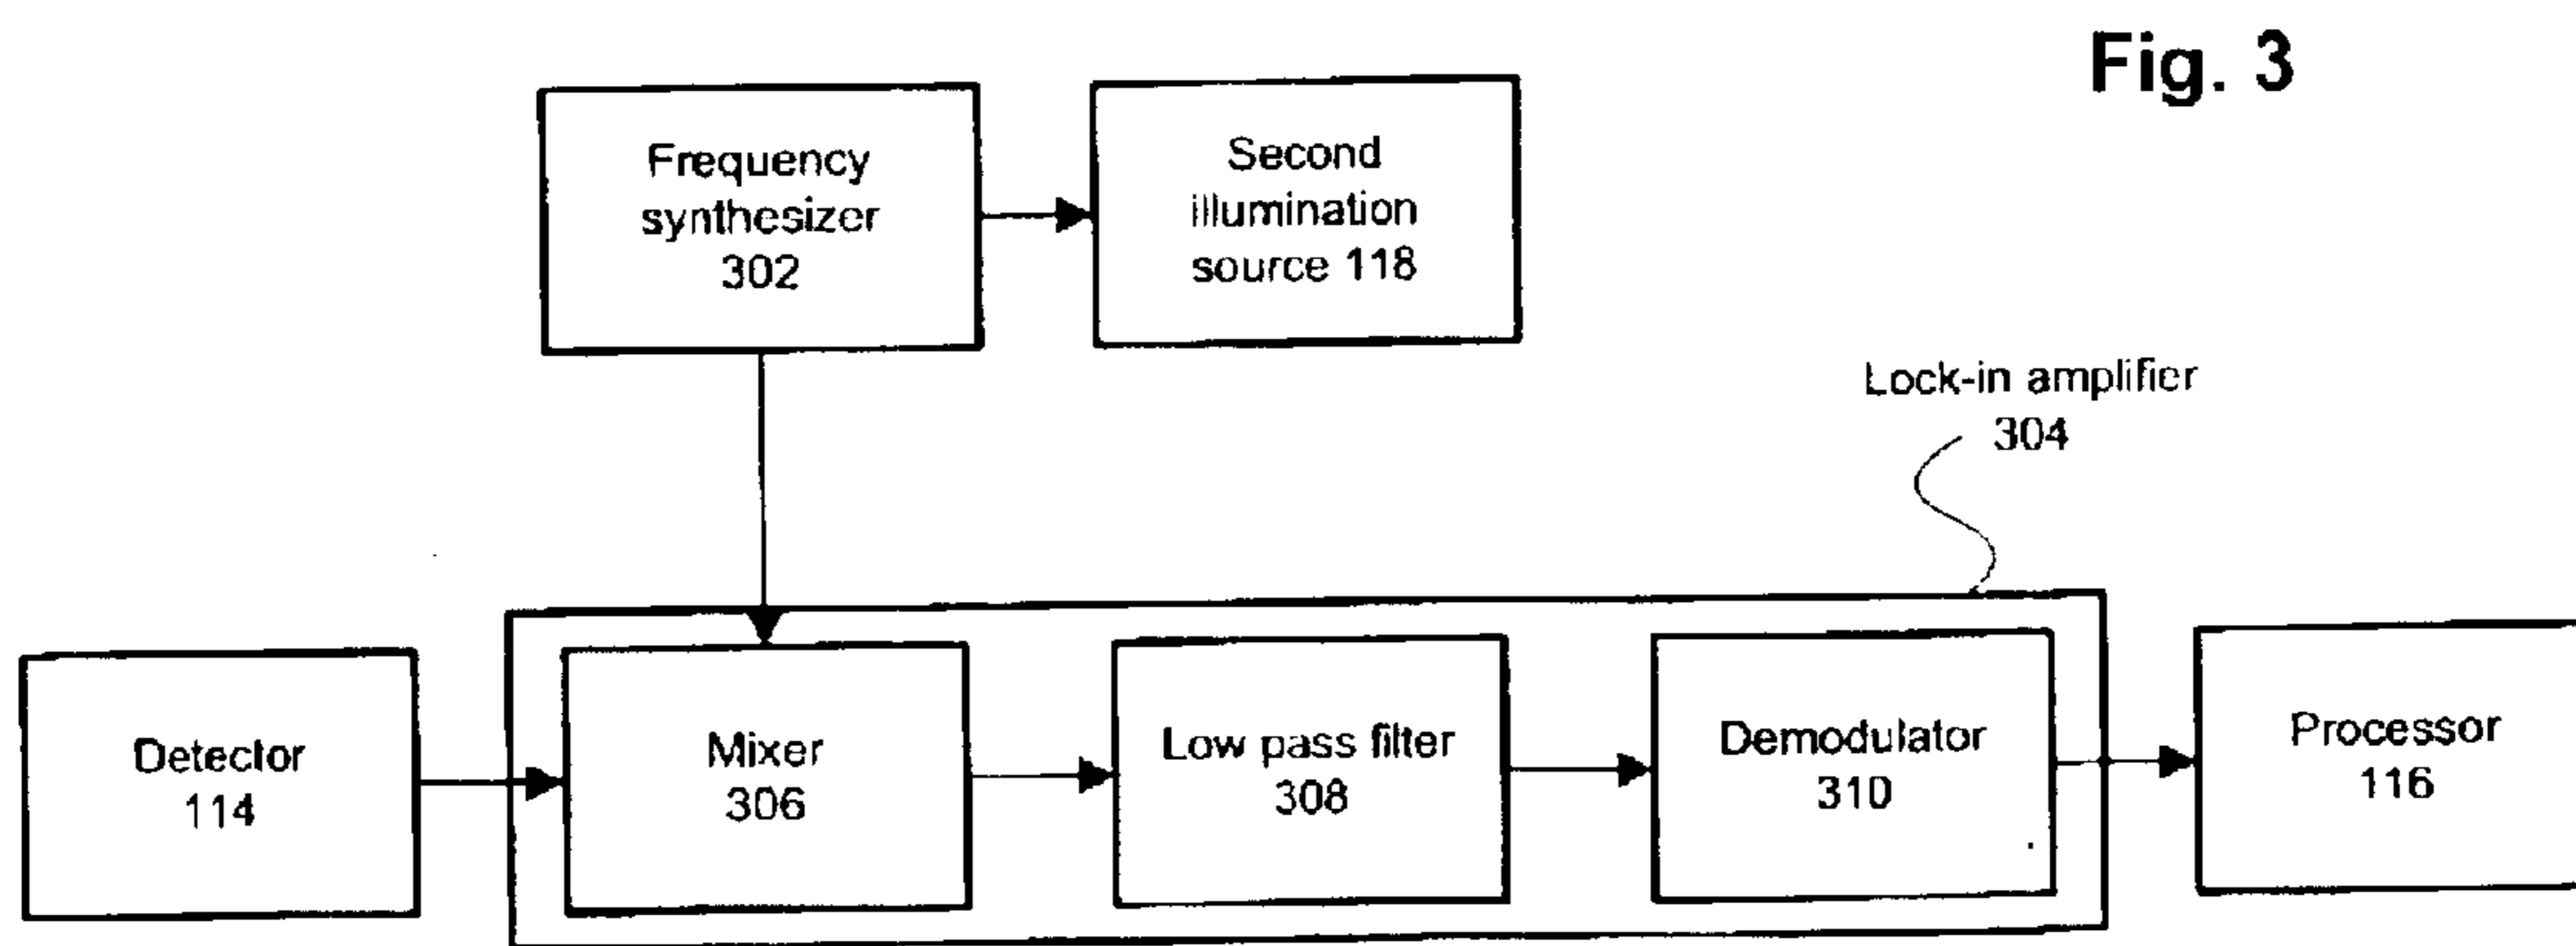 Fig. 3
Frequency
synthesizer
302
Second
illumination
source 118
Lock-in amplifier
304
Detector
114
Mixer
306
Low pass filter
308
Demodulator
310
Processor
116